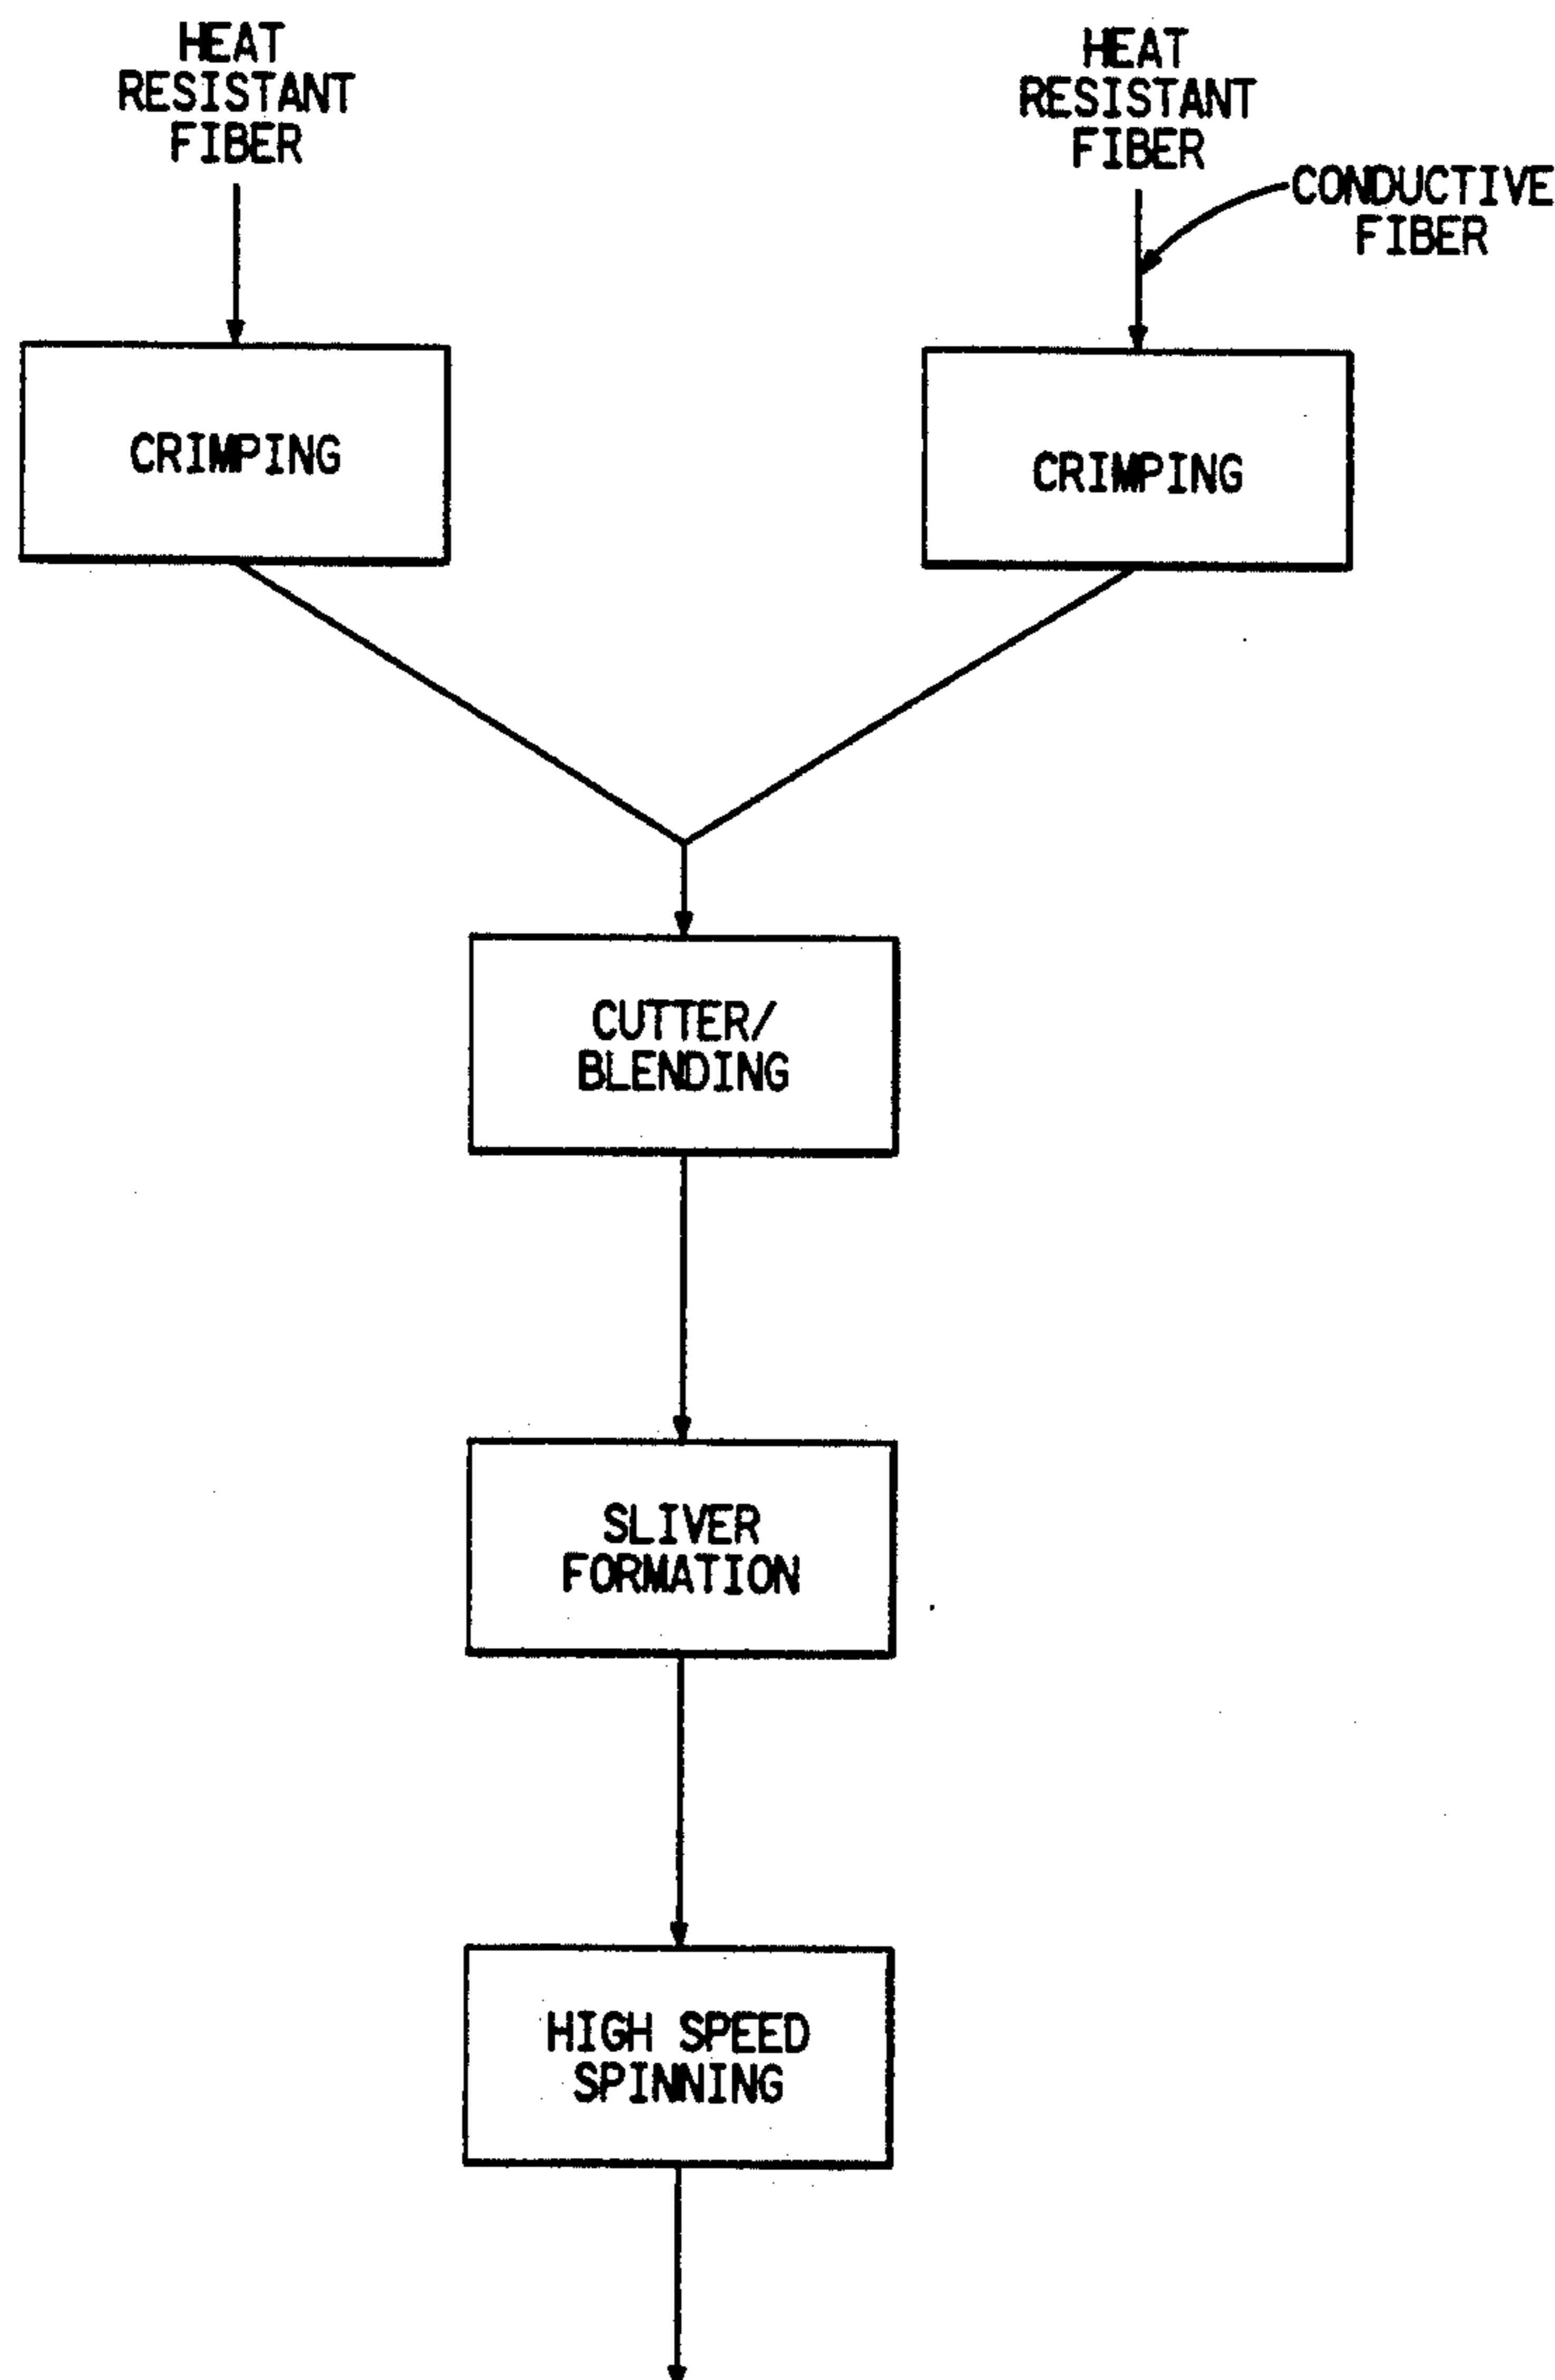 HEAT
RESISTANT
FIBER
HEAT
RESISTANT
FIBER
CONDUCTIVE
FIBER
CRIMPING
CRIMPING
CUTTER/
BLENDING
SLIVER
FORMATION
HIGH SPEED
SPINNING